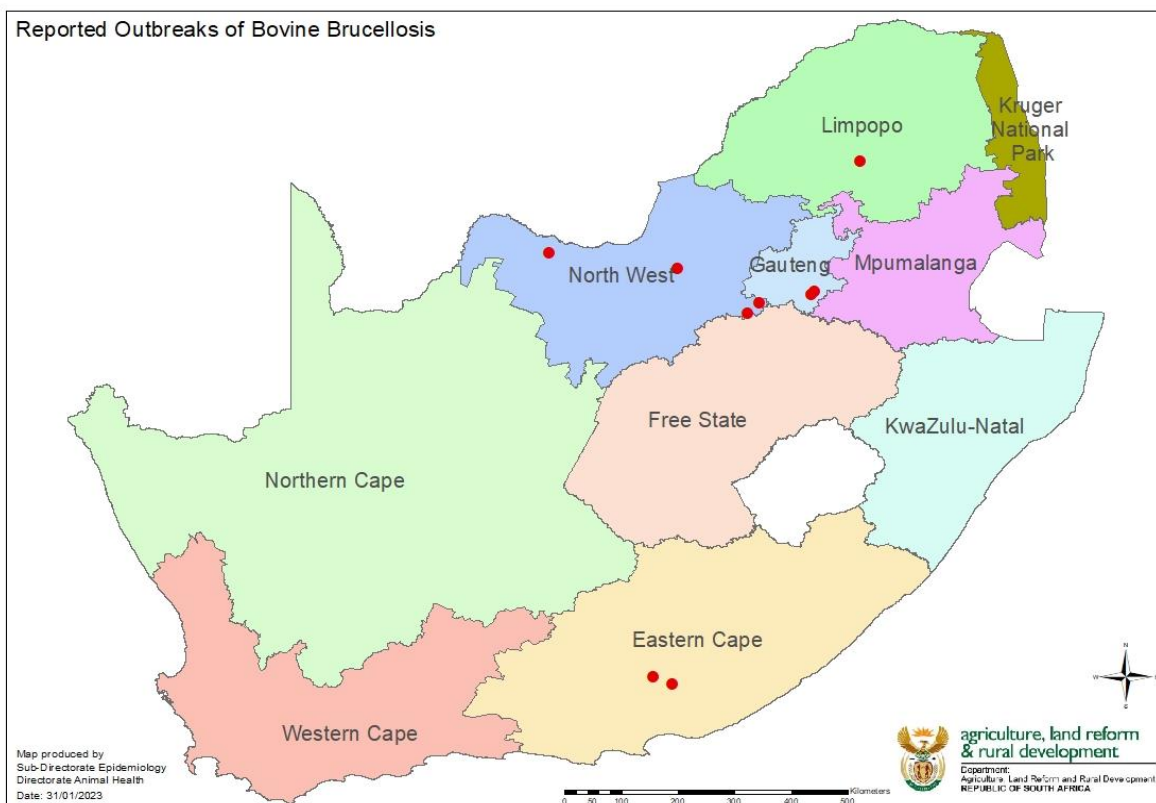 Reported Outbreaks of Bovine Brucellosis
Kruger
National
Park
Limpopo
North West
Gauteng
Mpumalanga
Free State
KwaZulu-Natal
Northern Cape
Eastern Cape
Western Cape
N
W
E
S
Map produced by
Sub-Directorate Epidemiology
Directorate Animal Health
Date: 31/01/2023
Kilometers
0 50 100 200 300 400 500
agriculture, land reform
& rural development
Department:
Agriculture, Land Reform and Rural Development
REPUBLIC OF SOUTH AFRICA